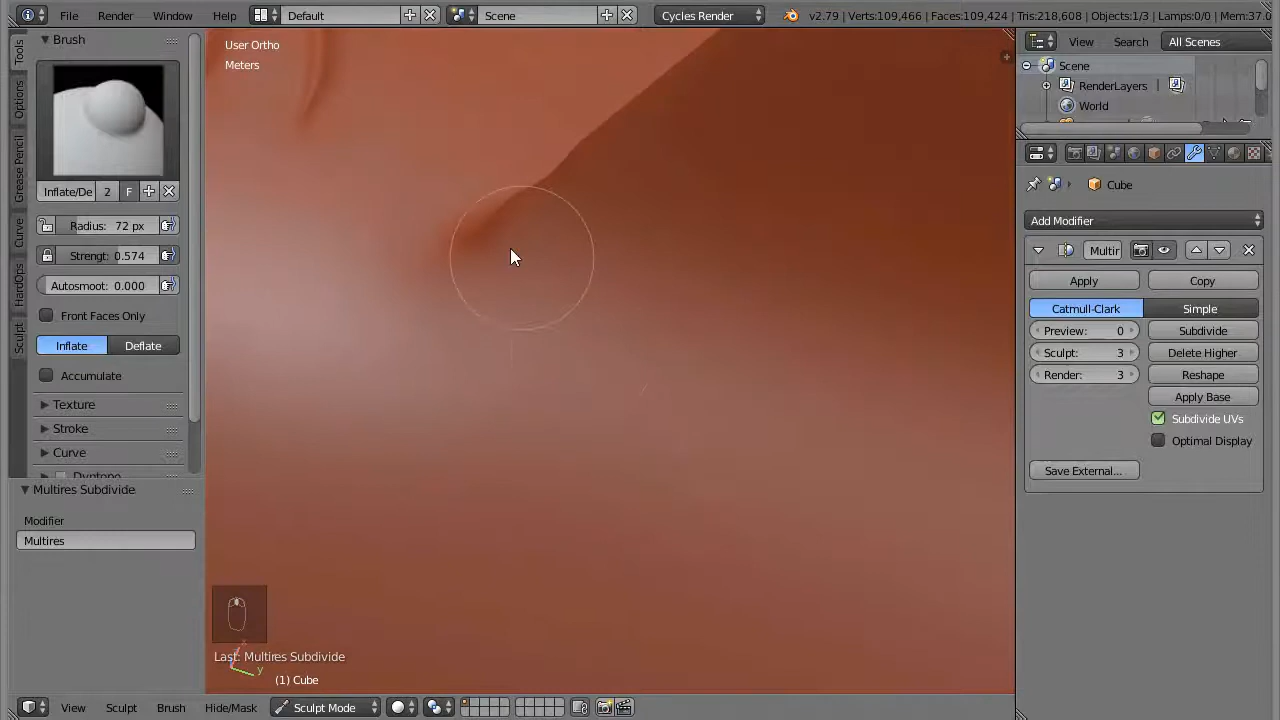 File Render Window Help Default Scene Cycles Render v2.79 | Verts:109,466 | Faces:109,424 | Tris:218,608 | Objects:1/3 | Lamps:0/0 | Mem:37.0
Tools
Options
Grease Pencil
Curve
HardOps
Sculpt
Brush
Inflate/De 2 F
Radius: 72 px
Strengt: 0.574
Autosmoot: 0.000
Front Faces Only
Inflate Deflate
Accumulate
Texture
Stroke
Curve
Dyntopo
Multires Subdivide
Modifier
Multires
User Ortho
Meters
x
y
Last: Multires Subdivide
(1) Cube
View Search All Scenes
Scene
RenderLayers
World
Cube
Add Modifier
Multir
Apply Copy
Catmull-Clark Simple
Preview: 0 Subdivide
Sculpt: 3 Delete Higher
Render: 3 Reshape
Apply Base
Subdivide UVs
Optimal Display
Save External...
View Sculpt Brush Hide/Mask Sculpt Mode